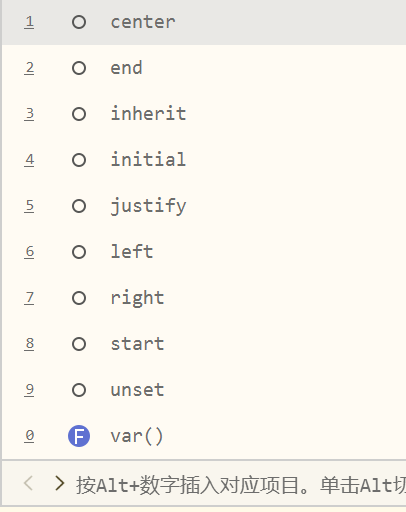 1 center
2 end
3 inherit
4 initial
5 justify
6 left
7 right
8 start
9 unset
0 F var()
按Alt+数字插入对应项目。单击Alt切